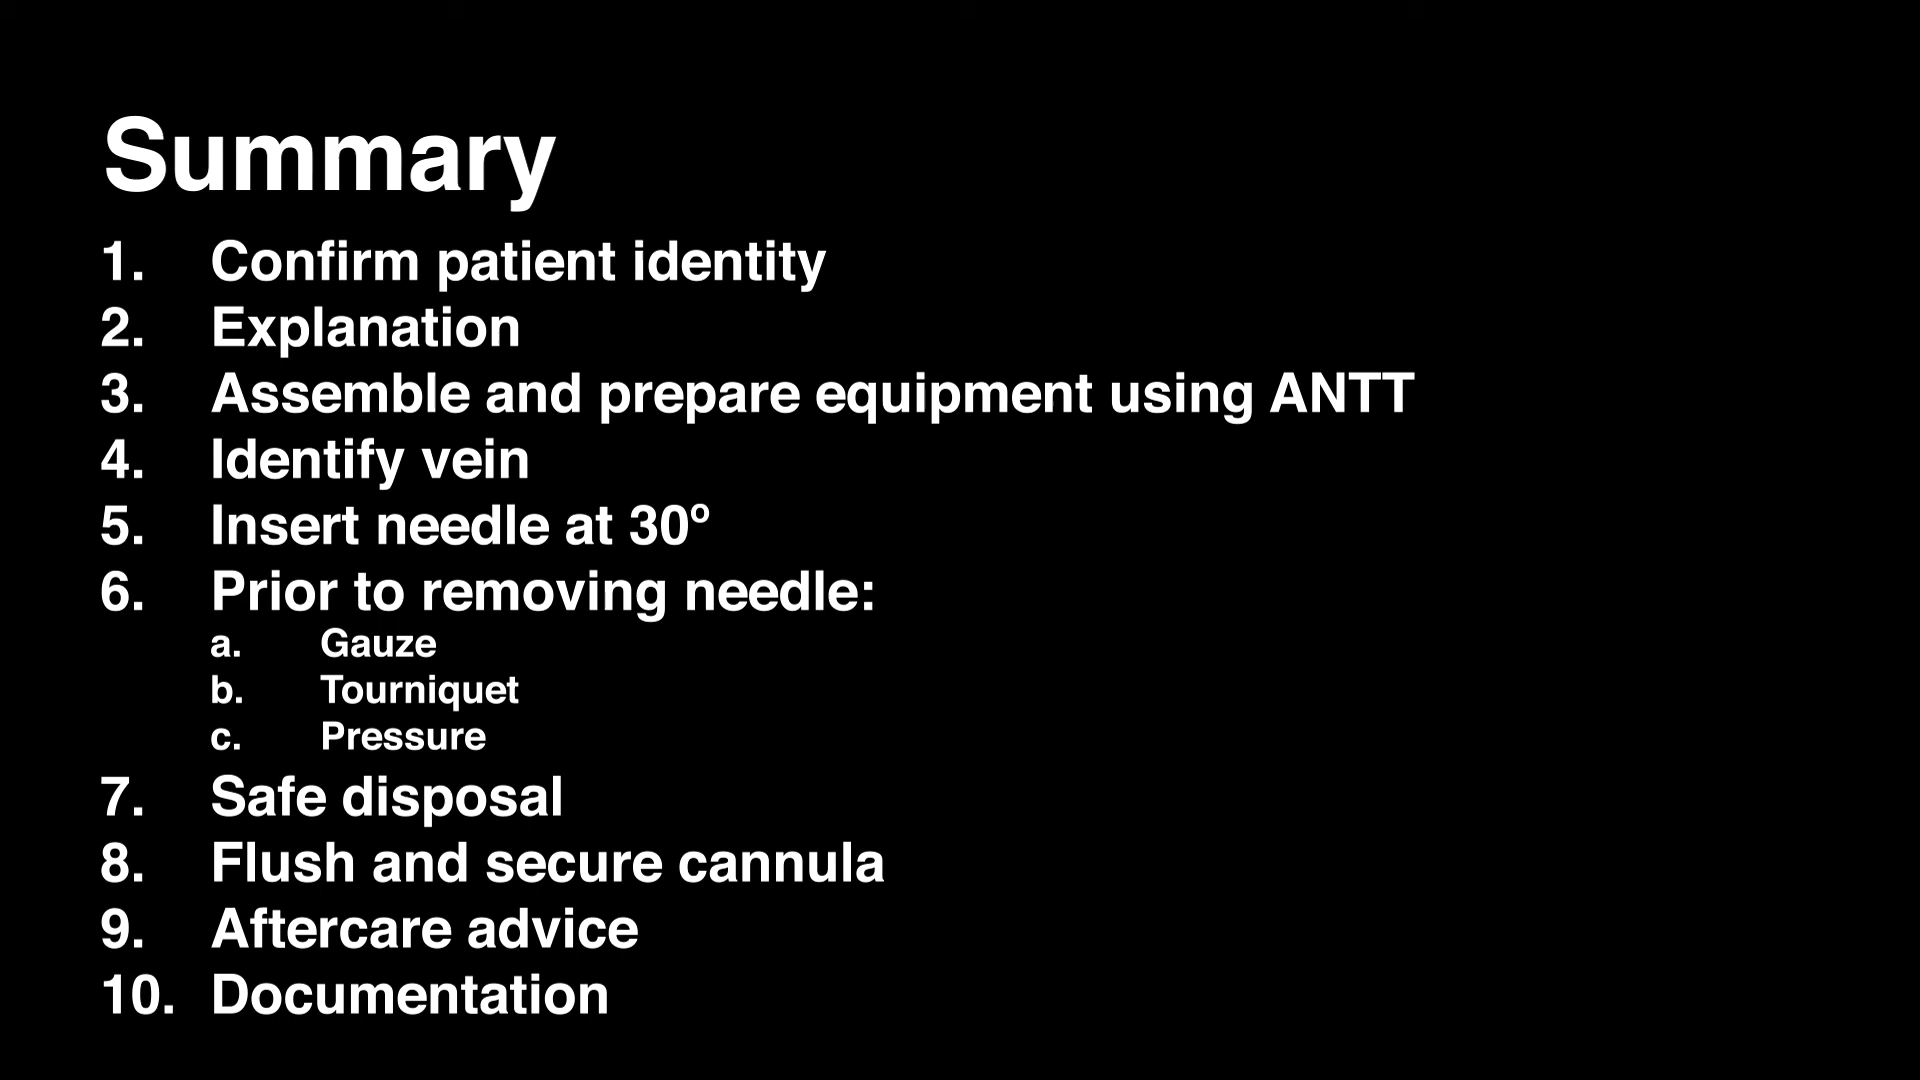 Summary
1. Confirm patient identity
2. Explanation
3. Assemble and prepare equipment using ANTT
4. Identify vein
5. Insert needle at 30º
6. Prior to removing needle:
a. Gauze
b. Tourniquet
c. Pressure
7. Safe disposal
8. Flush and secure cannula
9. Aftercare advice
10. Documentation